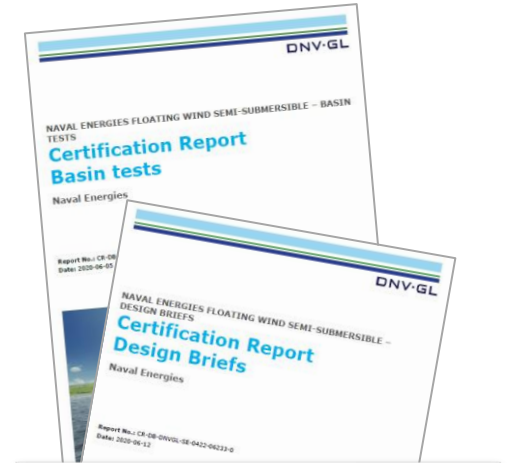 DNV·GL
NAVAL ENERGIES FLOATING WIND SEMI-SUBMERSIBLE – BASIN
TESTS
Certification Report
Basin tests
Naval Energies
Report No.: CR-DB
Date: 2020-06-05
DNV·GL
NAVAL ENERGIES FLOATING WIND SEMI-SUBMERSIBLE –
DESIGN BRIEFS
Certification Report
Design Briefs
Naval Energies
Report No.: CR-DB-DNVGL-SE-0422-06233-0
Date: 2020-06-12